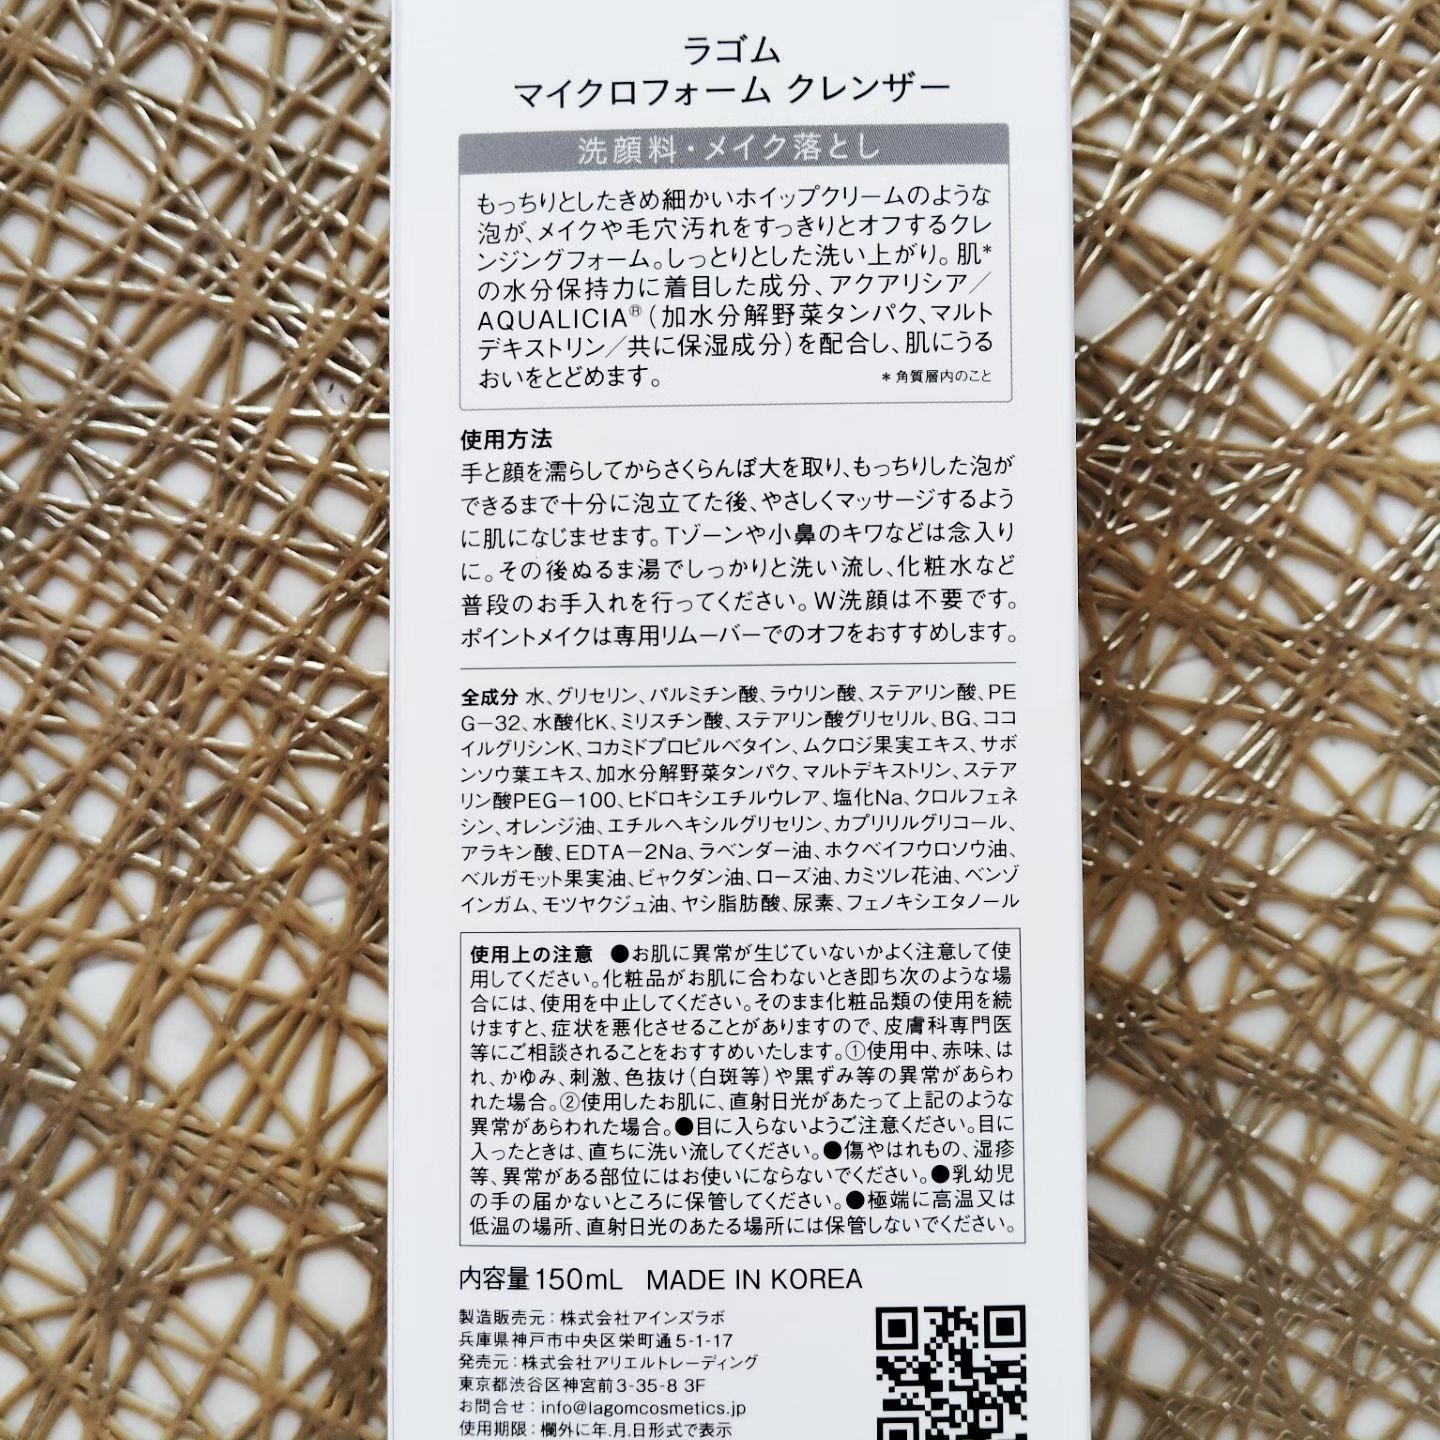 ラゴム
マイクロフォーム クレンザー
洗顔料・メイク落とし
もっちりとしたきめ細かいホイップクリームのような
泡が、メイクや毛穴汚れをすっきりとオフするクレ
ンジングフォーム。しっとりとした洗い上がり。肌*
の水分保持力に着目した成分、アクアリシア／
AQUALICIA®（加水分解野菜タンパク、マルト
デキストリン／共に保湿成分）を配合し、肌にうる
おいをとどめます。
＊角質層内のこと
使用方法
手と顔を濡らしてからさくらんぼ大を取り、もっちりした泡が
できるまで十分に泡立てた後、やさしくマッサージするよう
に肌になじませます。Tゾーンや小鼻のキワなどは念入り
に。その後ぬるま湯でしっかりと洗い流し、化粧水など
普段のお手入れを行ってください。W洗顔は不要です。
ポイントメイクは専用リムーバーでのオフをおすすめします。
全成分 水、グリセリン、パルミチン酸、ラウリン酸、ステアリン酸、PE
G－32、水酸化K、ミリスチン酸、ステアリン酸グリセリル、BG、ココ
イルグリシンK、コカミドプロピルベタイン、ムクロジ果実エキス、サボ
ンソウ葉エキス、加水分解野菜タンパク、マルトデキストリン、ステア
リン酸PEG－100、ヒドロキシエチルウレア、塩化Na、クロルフェネ
シン、オレンジ油、エチルヘキシルグリセリン、カプリリルグリコール、
アラキン酸、EDTA－2Na、ラベンダー油、ホクベイフウロソウ油、
ベルガモット果実油、ビャクダン油、ローズ油、カミツレ花油、ベンゾ
インガム、モツヤクジュ油、ヤシ脂肪酸、尿素、フェノキシエタノール
使用上の注意 ●お肌に異常が生じていないかよく注意して使
用してください。化粧品がお肌に合わないとき即ち次のような場
合には、使用を中止してください。そのまま化粧品類の使用を続
けますと、症状を悪化させることがありますので、皮膚科専門医
等にご相談されることをおすすめいたします。①使用中、赤味、は
れ、かゆみ、刺激、色抜け（白斑等）や黒ずみ等の異常があらわ
れた場合。②使用したお肌に、直射日光があたって上記のような
異常があらわれた場合。●目に入らないようご注意ください。目に
入ったときは、直ちに洗い流してください。●傷やはれもの、湿疹
等、異常がある部位にはお使いにならないでください。●乳幼児
の手の届かないところに保管してください。●極端に高温又は
低温の場所、直射日光のあたる場所には保管しないでください。
内容量150mL MADE IN KOREA
製造販売元：株式会社アインズラボ
兵庫県神戸市中央区栄町通5-1-17
発売元：株式会社アリエルトレーディング
東京都渋谷区神宮前3-35-8 3F
お問合せ：info@lagomcosmetics.jp
使用期限：欄外に年.月.日形式で表示